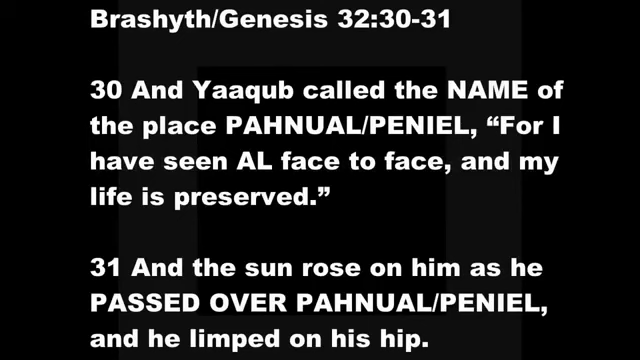 Brashyth/Genesis 32:30-31
30 And Yaaqub called the NAME of
the place PAHNUAL/PENIEL, “For I
have seen AL face to face, and my
life is preserved.”
31 And the sun rose on him as he
PASSED OVER PAHNUAL/PENIEL,
and he limped on his hip.